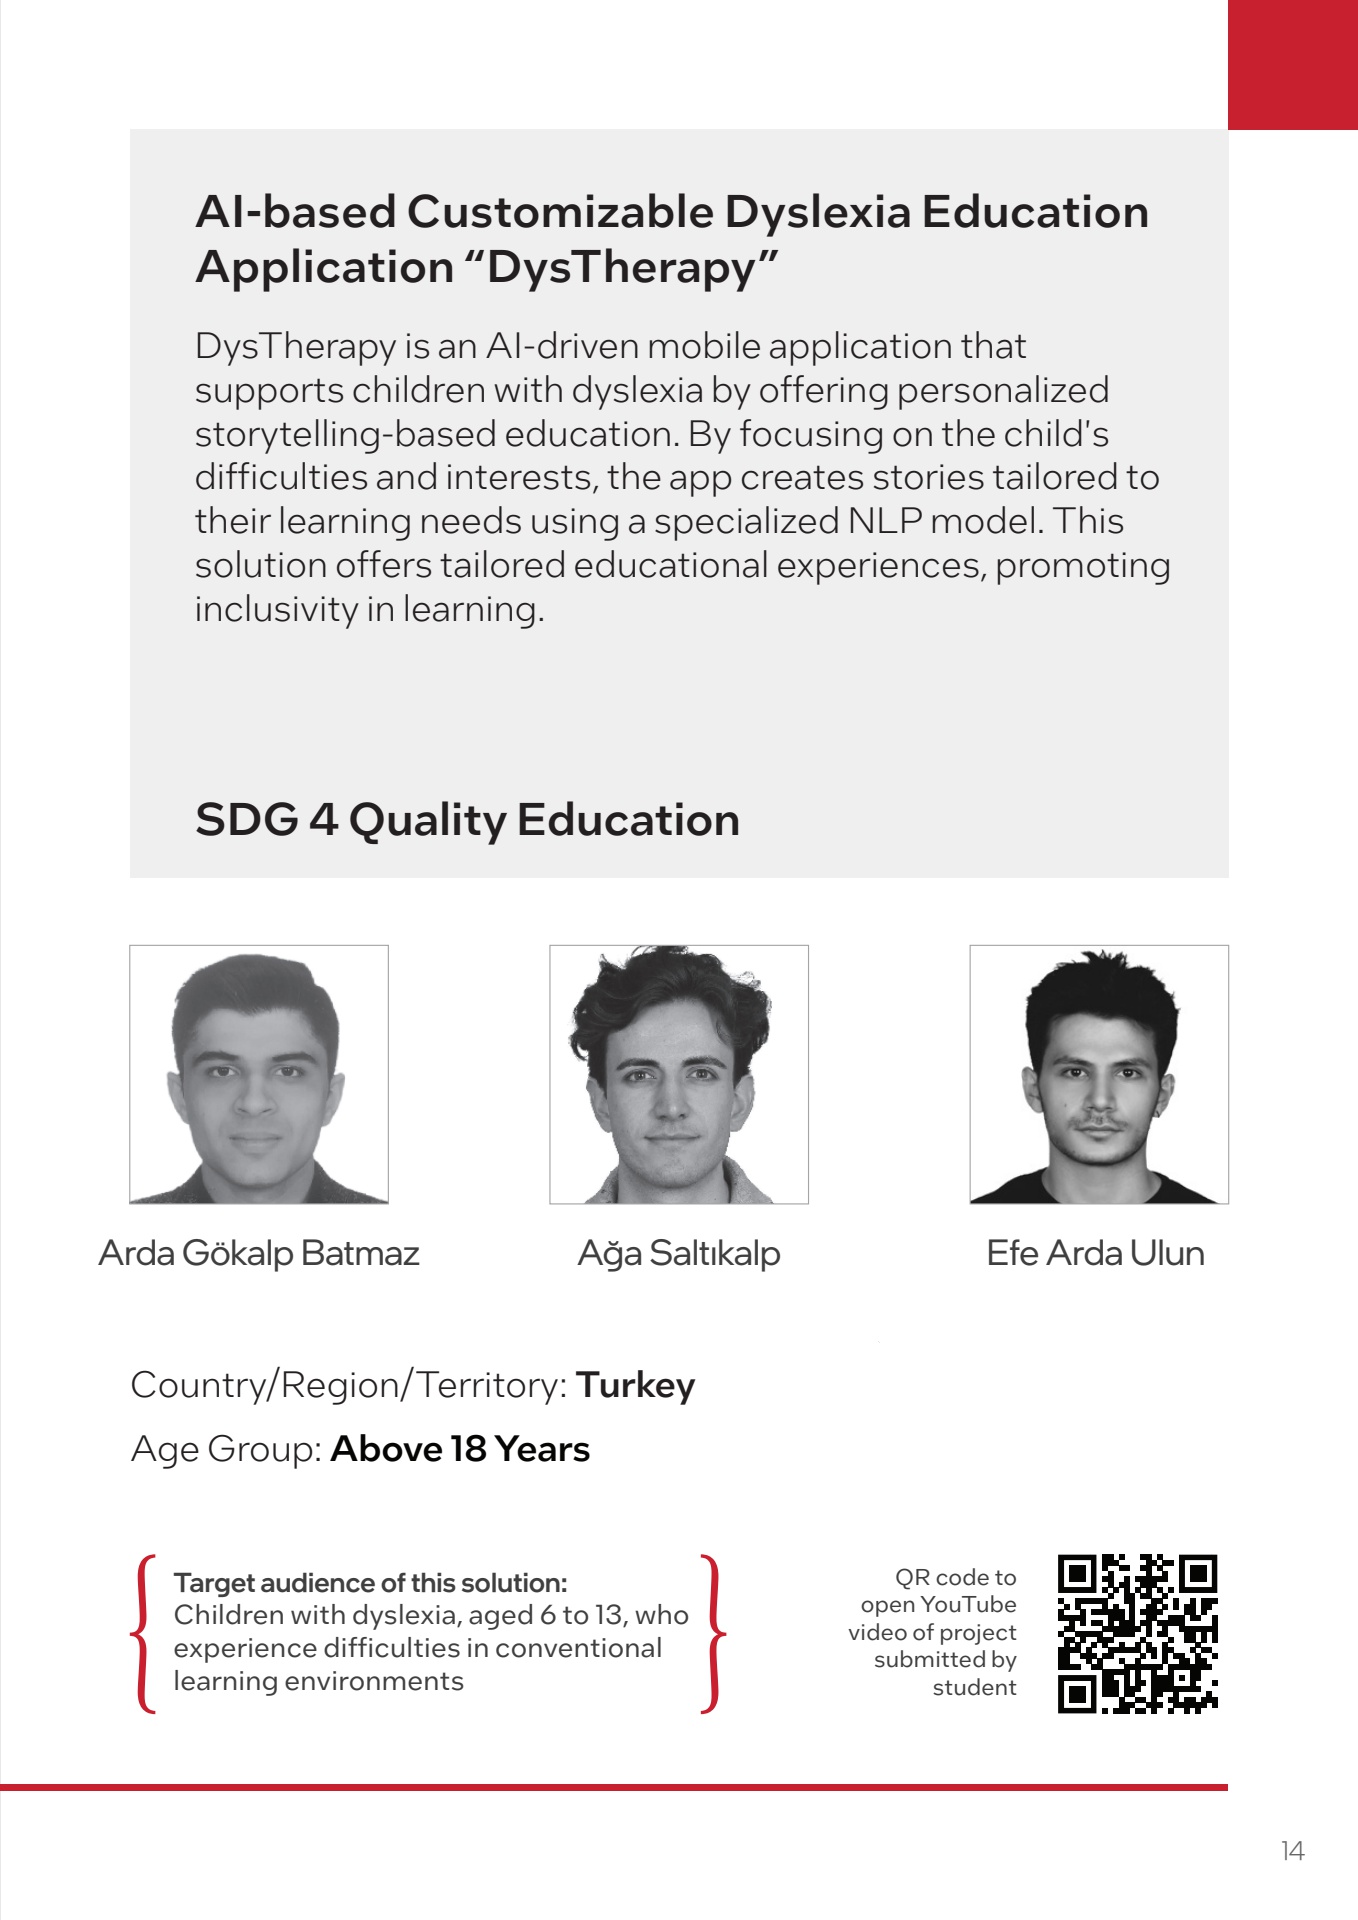 AI-based Customizable Dyslexia Education
Application “DysTherapy”
DysTherapy is an AI-driven mobile application that
supports children with dyslexia by offering personalized
storytelling-based education. By focusing on the child's
difficulties and interests, the app creates stories tailored to
their learning needs using a specialized NLP model. This
solution offers tailored educational experiences, promoting
inclusivity in learning.
SDG 4 Quality Education
Arda Gökalp Batmaz
Ağa Saltıkalp
Efe Arda Ulun
Country/Region/Territory: Turkey
Age Group: Above 18 Years
Target audience of this solution:
Children with dyslexia, aged 6 to 13, who
experience difficulties in conventional
learning environments
QR code to
open YouTube
video of project
submitted by
student
14